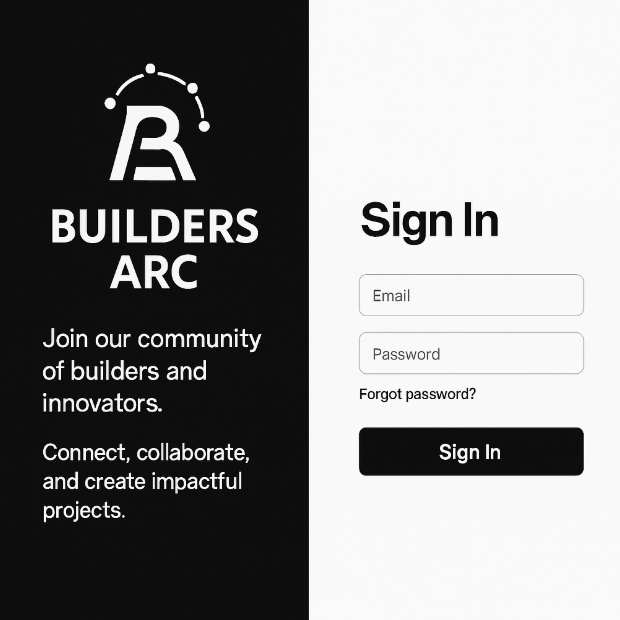 BUILDERS
ARC
Join our community
of builders and
innovators.
Connect, collaborate,
and create impactful
projects.
Sign In
Email
Password
Forgot password?
Sign In